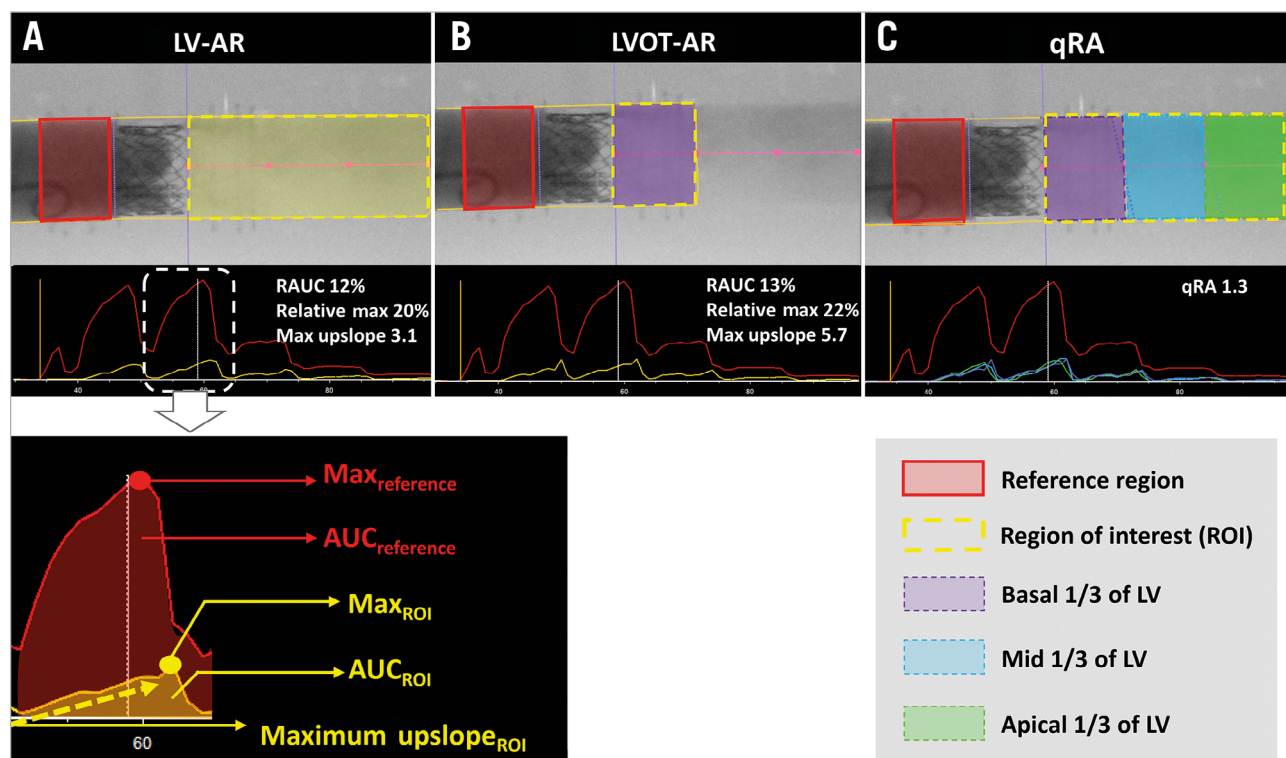 A
LV-AR
B
LVOT-AR
C
qRA
RAUC 12%
Relative max 20%
Max upslope 3.1
40
60
80
RAUC 13%
Relative max 22%
Max upslope 5.7
40
60
80
qRA 1.3
40
60
80
Maxreference
AUCreference
MaxROI
AUCROI
Maximum upslopeROI
60
Reference region
Region of interest (ROI)
Basal 1/3 of LV
Mid 1/3 of LV
Apical 1/3 of LV